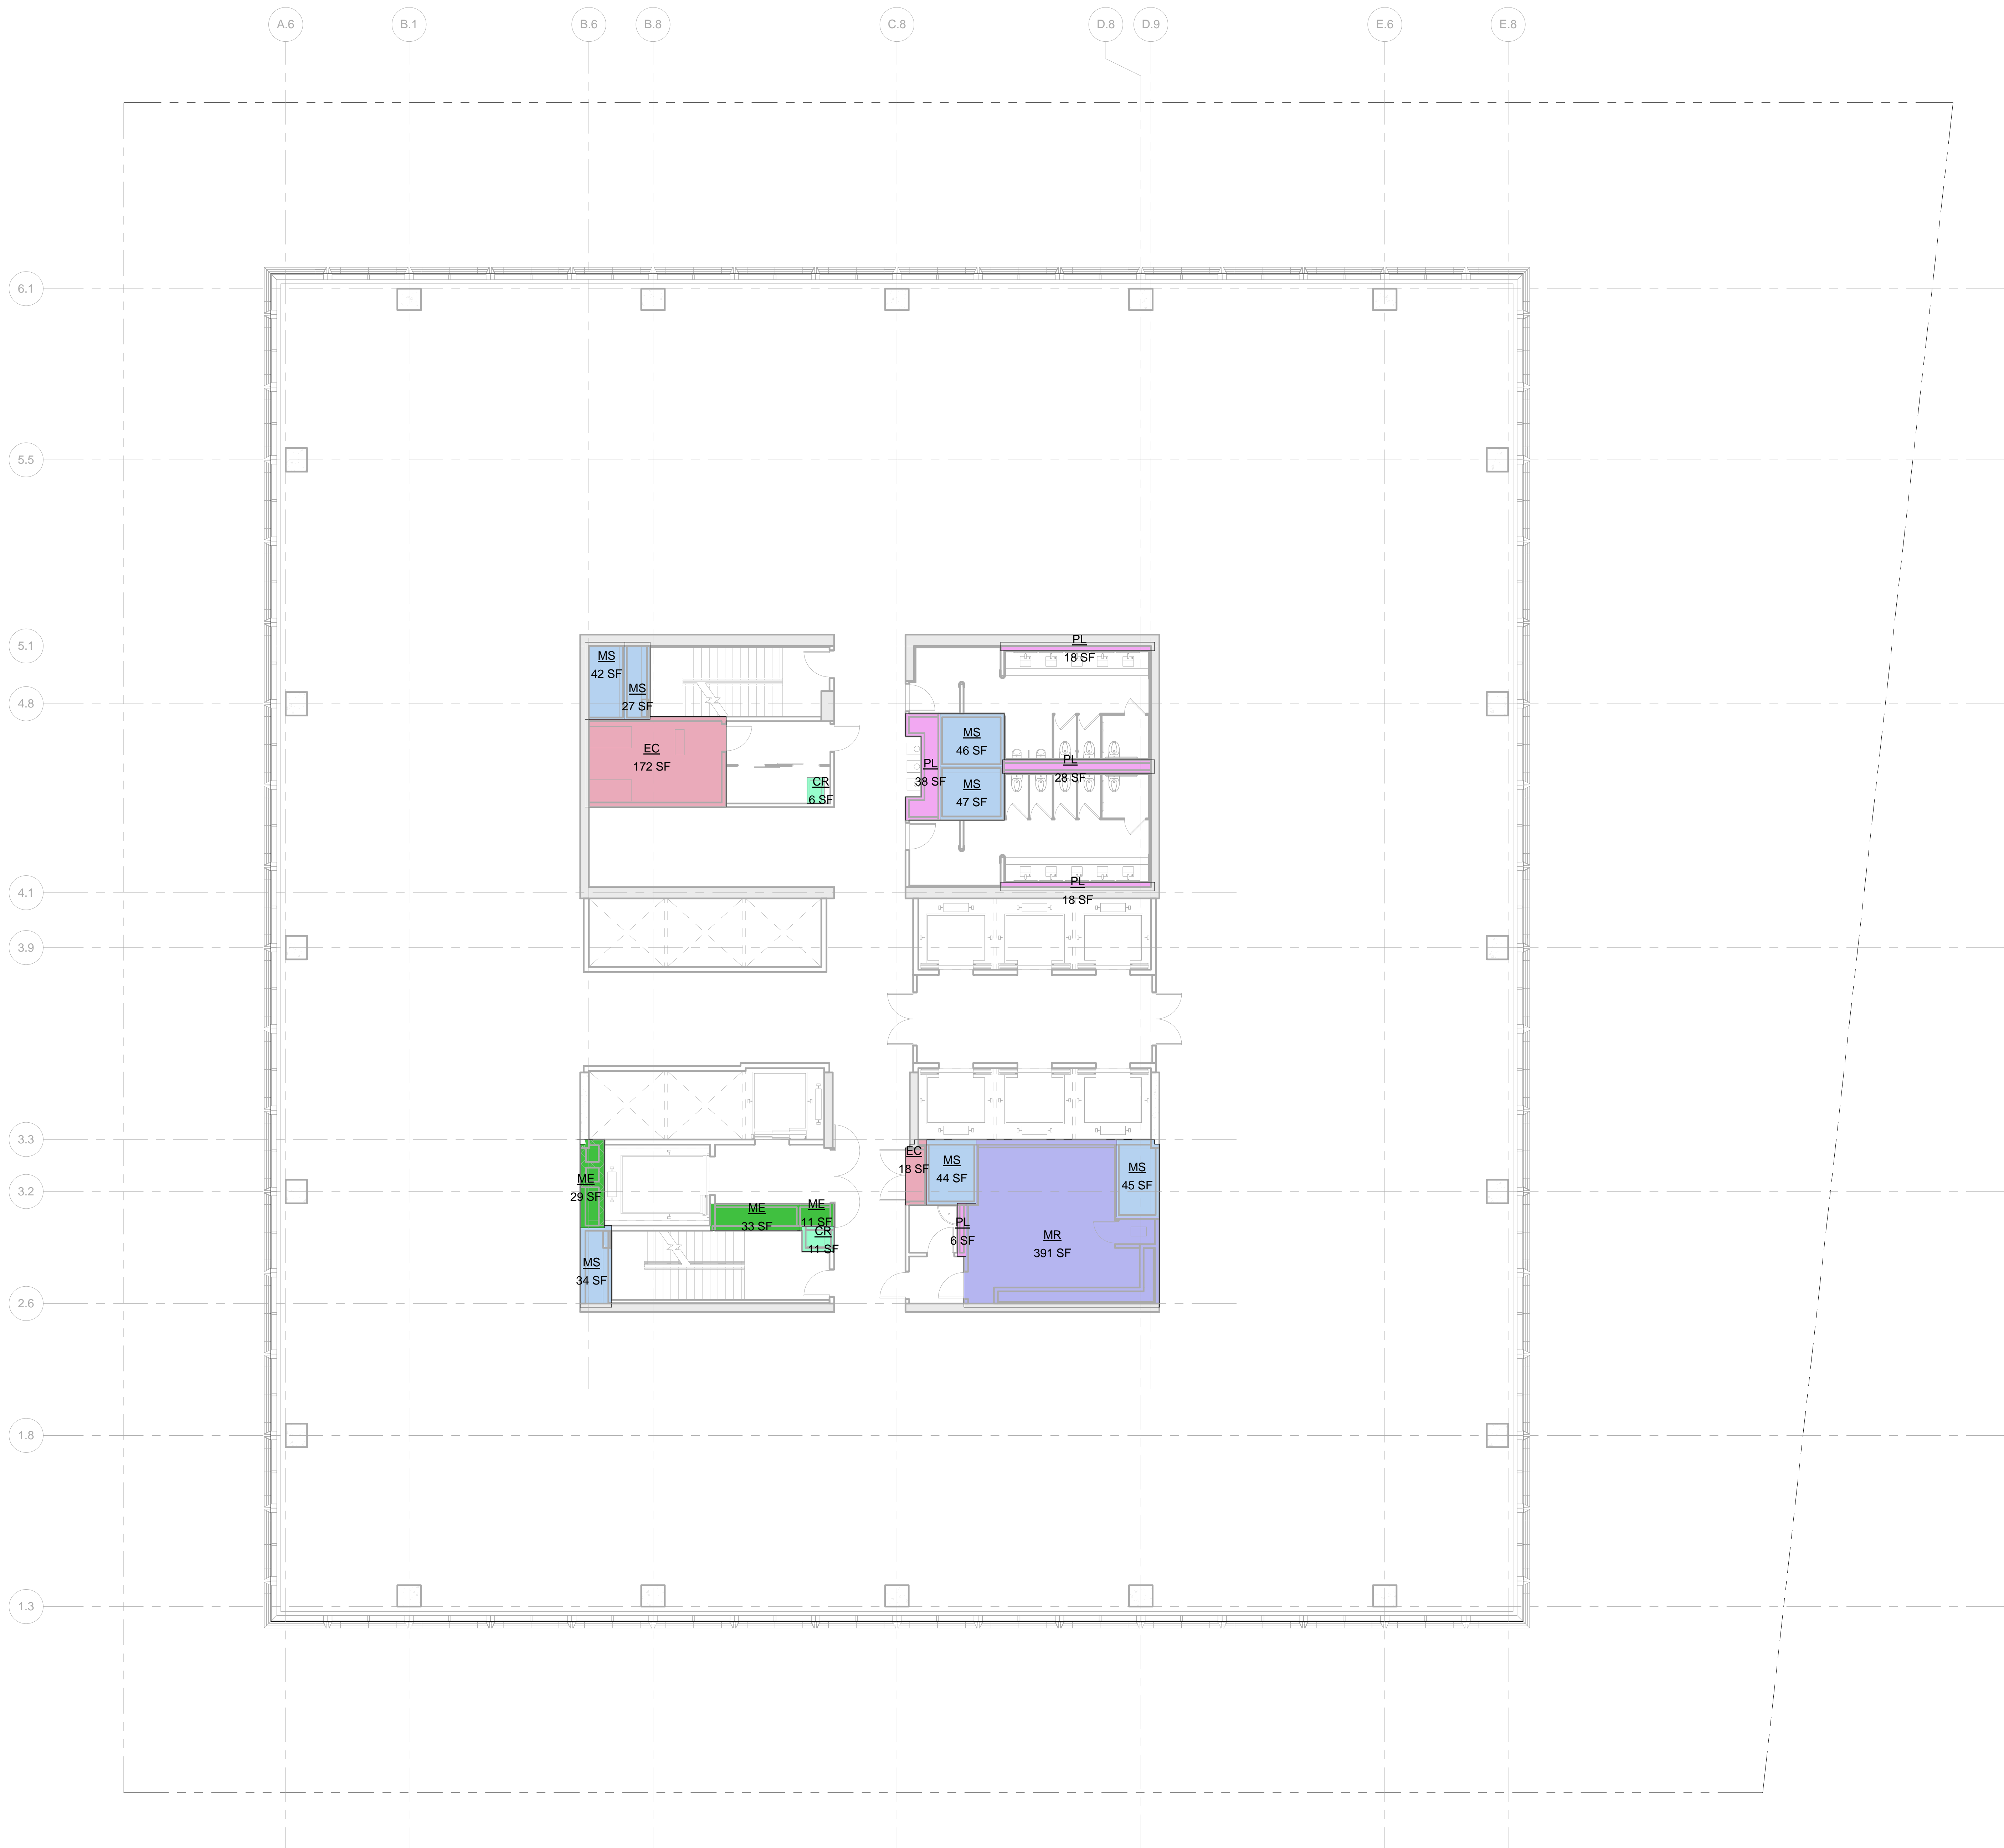 A.6
B.1
B.6
B.8
C.8
D.8
D.9
E.6
E.8
6.1
5.5
5.1
4.8
4.1
3.9
3.3
3.2
2.6
1.8
1.3
MS
42 SF
MS
27 SF
EC
172 SF
CR
6 SF
PL
18 SF
MS
46 SF
PL
38 SF
PL
28 SF
MS
47 SF
PL
18 SF
ME
29 SF
ME
33 SF
ME
11 SF
CR
11 SF
MS
34 SF
EC
18 SF
MS
44 SF
MS
45 SF
PL
6 SF
MR
391 SF